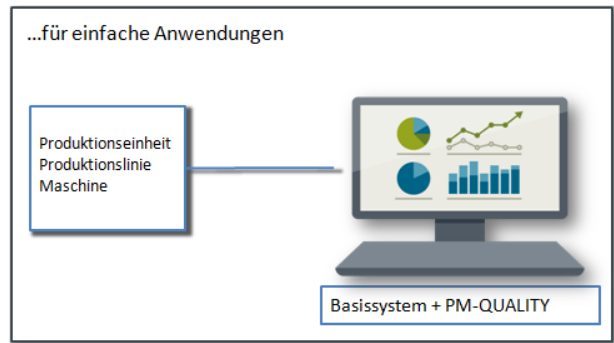 ...für einfache Anwendungen
Produktionseinheit
Produktionslinie
Maschine
Basissystem + PM-QUALITY